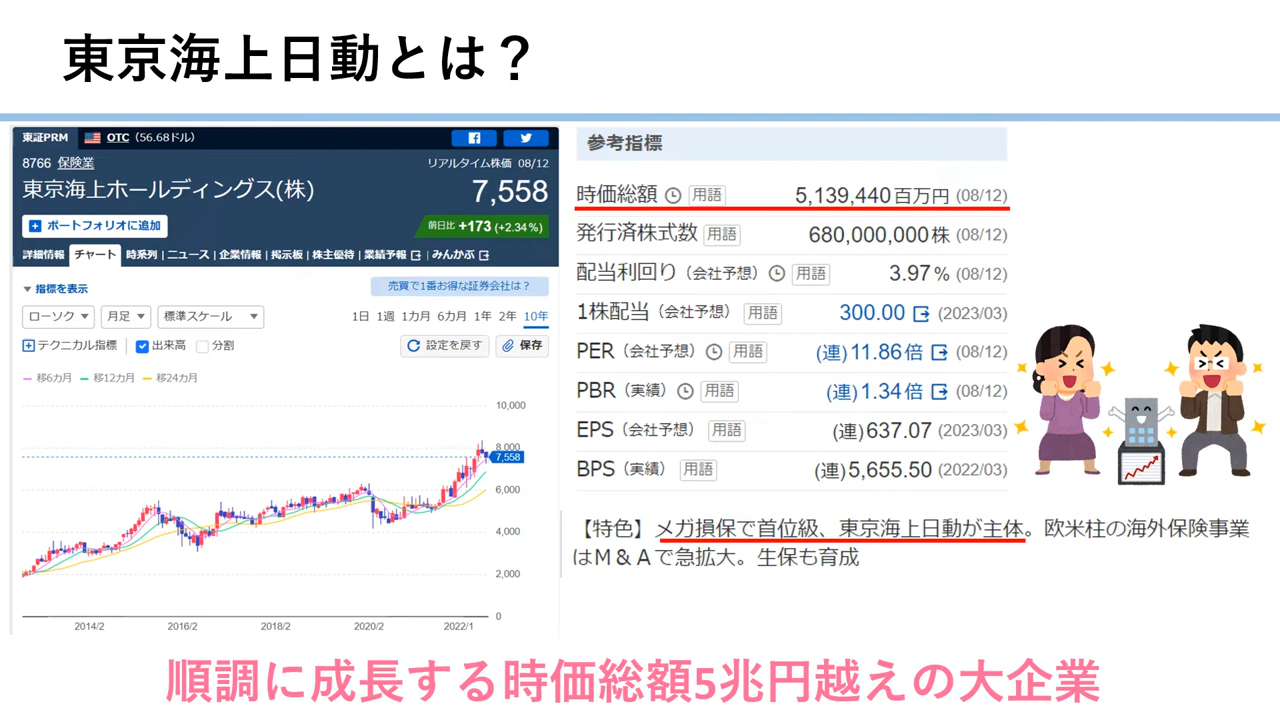 東京海上日動とは？
東証PRM OTC (56.68ドル)
8766 保険業 リアルタイム株価 08/12
東京海上ホールディングス(株) 7,558
ポートフォリオに追加 前日比 +173 (+2.34%)
詳細情報 チャート 時系列 ニュース 企業情報 掲示板 株主優待 業績予報 みんかぶ
指標を表示 売買で1番お得な証券会社は？
ローソク 月足 標準スケール 1日 1週 1カ月 6カ月 1年 2年 10年
テクニカル指標 出来高 分割 設定を戻す 保存
移6カ月 移12カ月 移24カ月
10,000
8,000
7,558
6,000
4,000
2,000
0
2014/2 2016/2 2018/2 2020/2 2022/1
参考指標
時価総額 用語 5,139,440百万円 (08/12)
発行済株式数 用語 680,000,000株 (08/12)
配当利回り（会社予想） 用語 3.97% (08/12)
1株配当（会社予想） 用語 300.00 (2023/03)
PER（会社予想） 用語 (連)11.86倍 (08/12)
PBR（実績） 用語 (連)1.34倍 (08/12)
EPS（会社予想） 用語 (連)637.07 (2023/03)
BPS（実績） 用語 (連)5,655.50 (2022/03)
【特色】メガ損保で首位級、東京海上日動が主体。欧米柱の海外保険事業
はＭ＆Ａで急拡大。生保も育成
順調に成長する時価総額5兆円越えの大企業